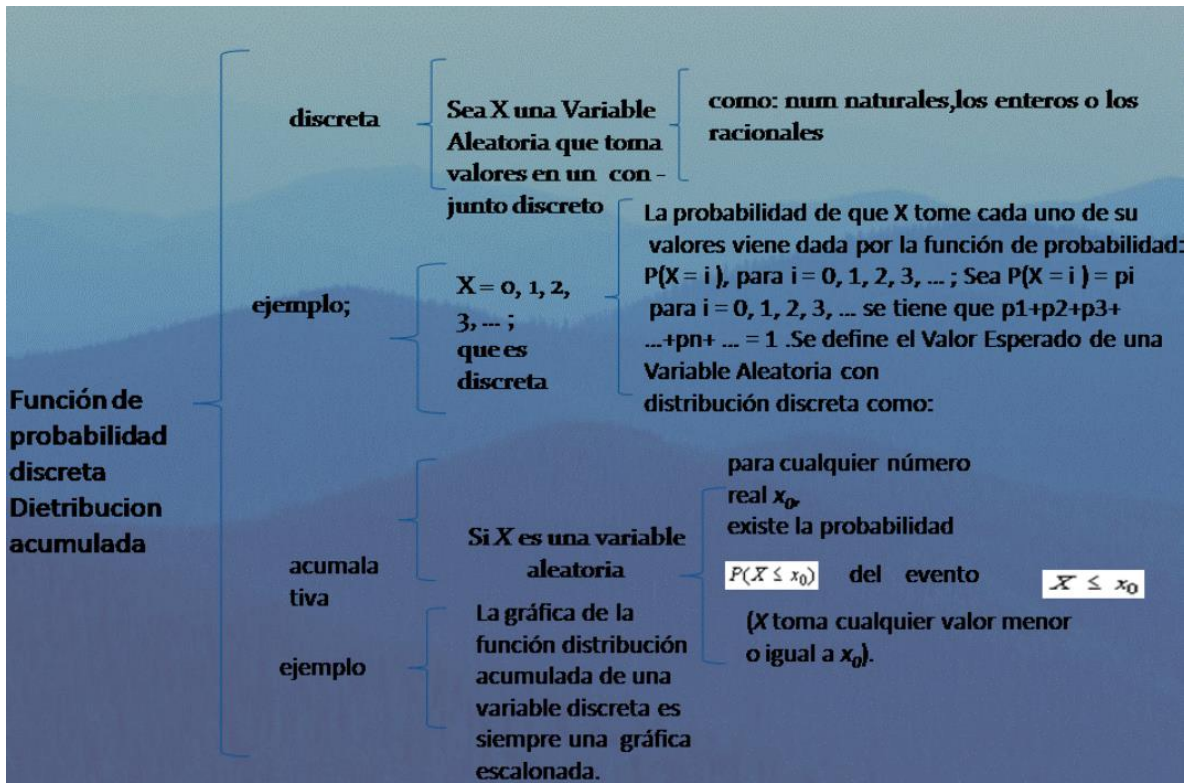 Función de
probabilidad
discreta
Dietribucion
acumulada
discreta
Sea X una Variable
Aleatoria que toma
valores en un con -
junto discreto
como: num naturales,los enteros o los
racionales
ejemplo;
X = 0, 1, 2,
3, ... ;
que es
discreta
La probabilidad de que X tome cada uno de su
valores viene dada por la función de probabilidad:
P(X = i ), para i = 0, 1, 2, 3, ... ; Sea P(X = i ) = pi
para i = 0, 1, 2, 3, ... se tiene que p1+p2+p3+
...+pn+ ... = 1 .Se define el Valor Esperado de una
Variable Aleatoria con
distribución discreta como:
acumala
tiva
Si X es una variable
aleatoria
para cualquier número
real x₀,
existe la probabilidad
P(X ≤ x₀) del evento X ≤ x₀
(X toma cualquier valor menor
o igual a x₀).
ejemplo
La gráfica de la
función distribución
acumulada de una
variable discreta es
siempre una gráfica
escalonada.